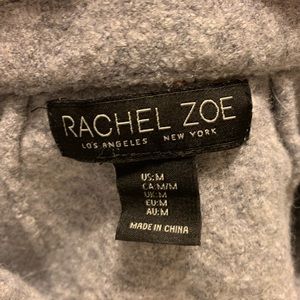 RACHEL ZOE
LOS ANGELES NEW YORK
US:M
CA:M/M
UK:M
EU:M
AU:M
MADE IN CHINA